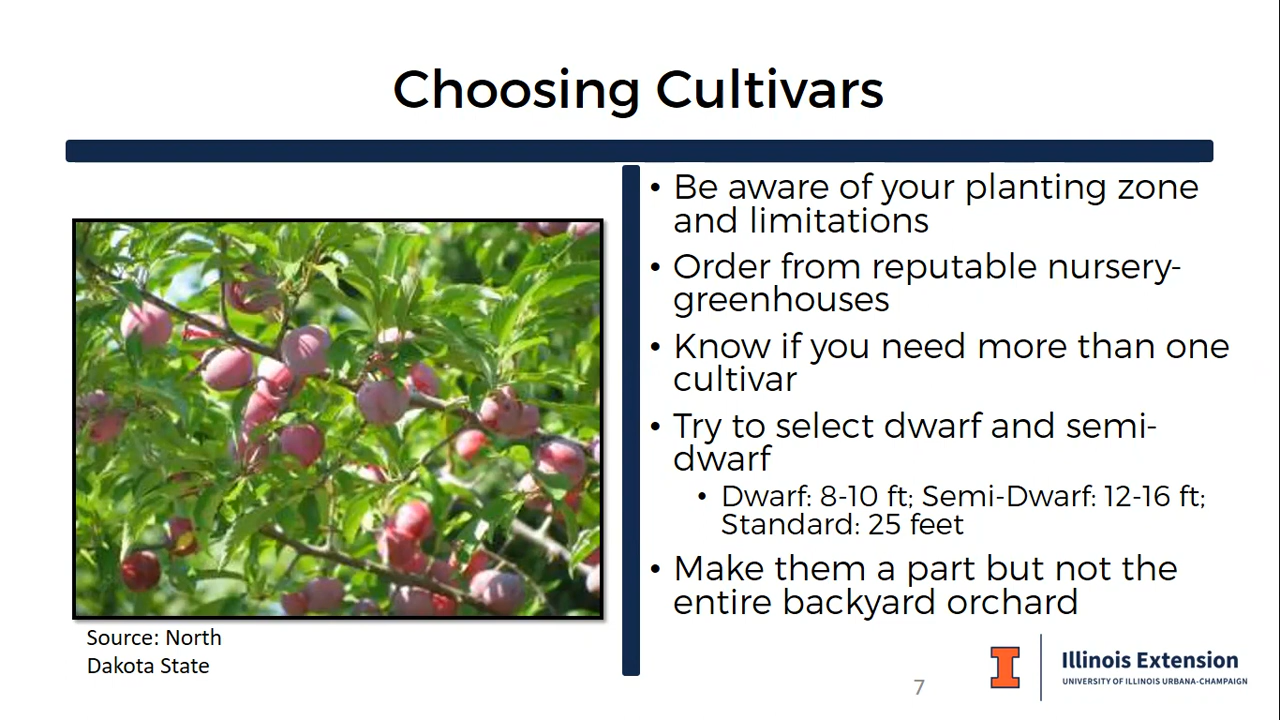 Choosing Cultivars
• Be aware of your planting zone
and limitations
• Order from reputable nursery-
greenhouses
• Know if you need more than one
cultivar
• Try to select dwarf and semi-
dwarf
• Dwarf: 8-10 ft; Semi-Dwarf: 12-16 ft;
Standard: 25 feet
• Make them a part but not the
entire backyard orchard
Source: North
Dakota State
7
I
Illinois Extension
UNIVERSITY OF ILLINOIS URBANA-CHAMPAIGN